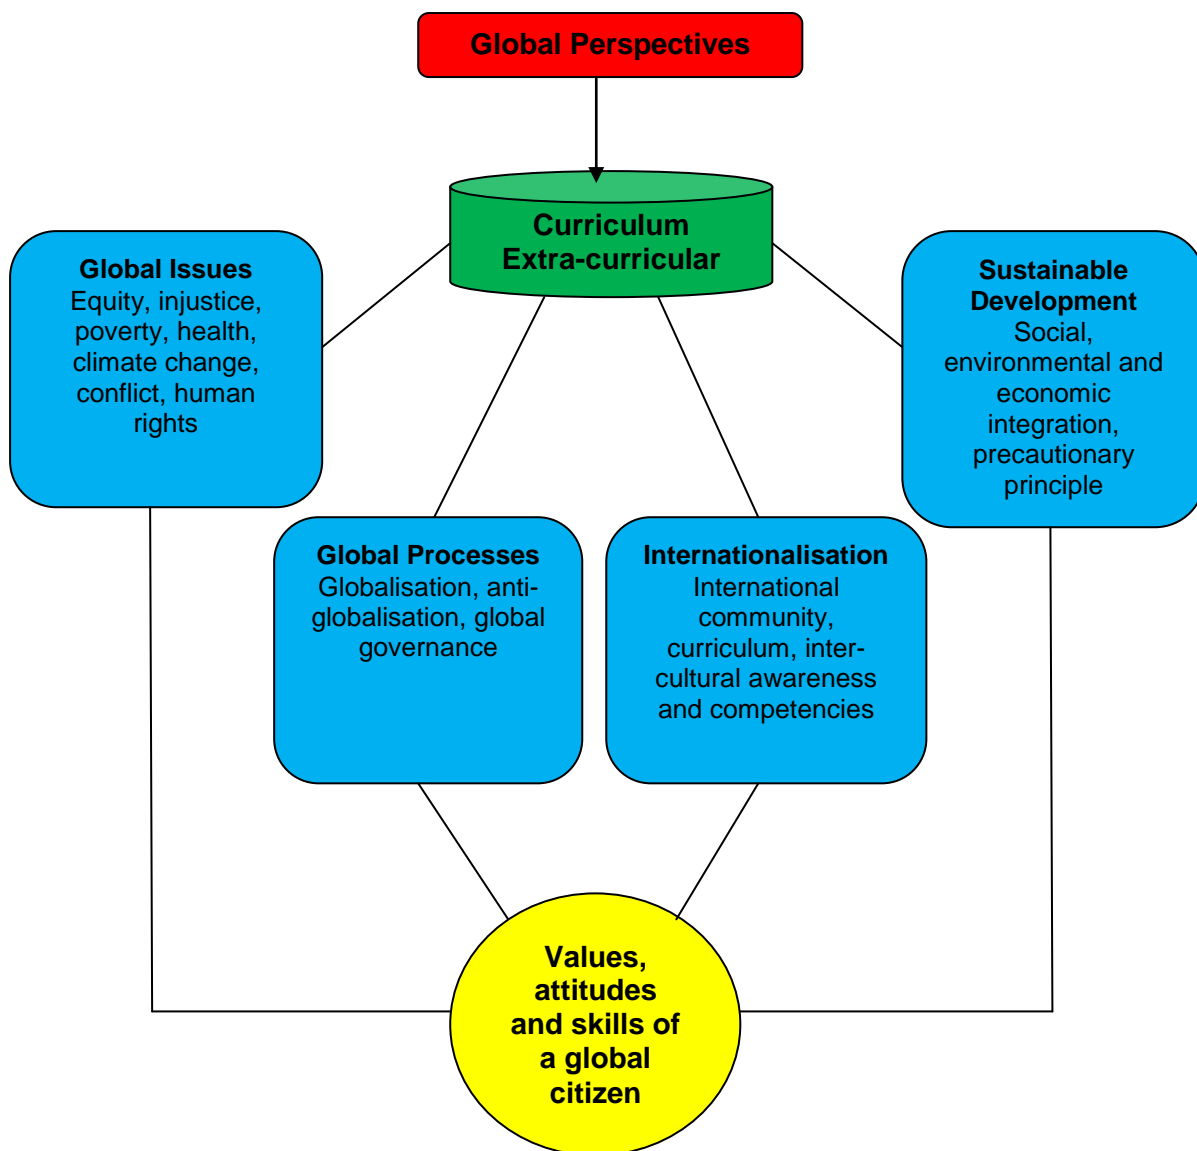 Global Perspectives
Curriculum
Extra-curricular
Global Issues
Equity, injustice,
poverty, health,
climate change,
conflict, human
rights
Sustainable
Development
Social,
environmental and
economic
integration,
precautionary
principle
Global Processes
Globalisation, anti-
globalisation, global
governance
Internationalisation
International
community,
curriculum, inter-
cultural awareness
and competencies
Values,
attitudes
and skills of
a global
citizen